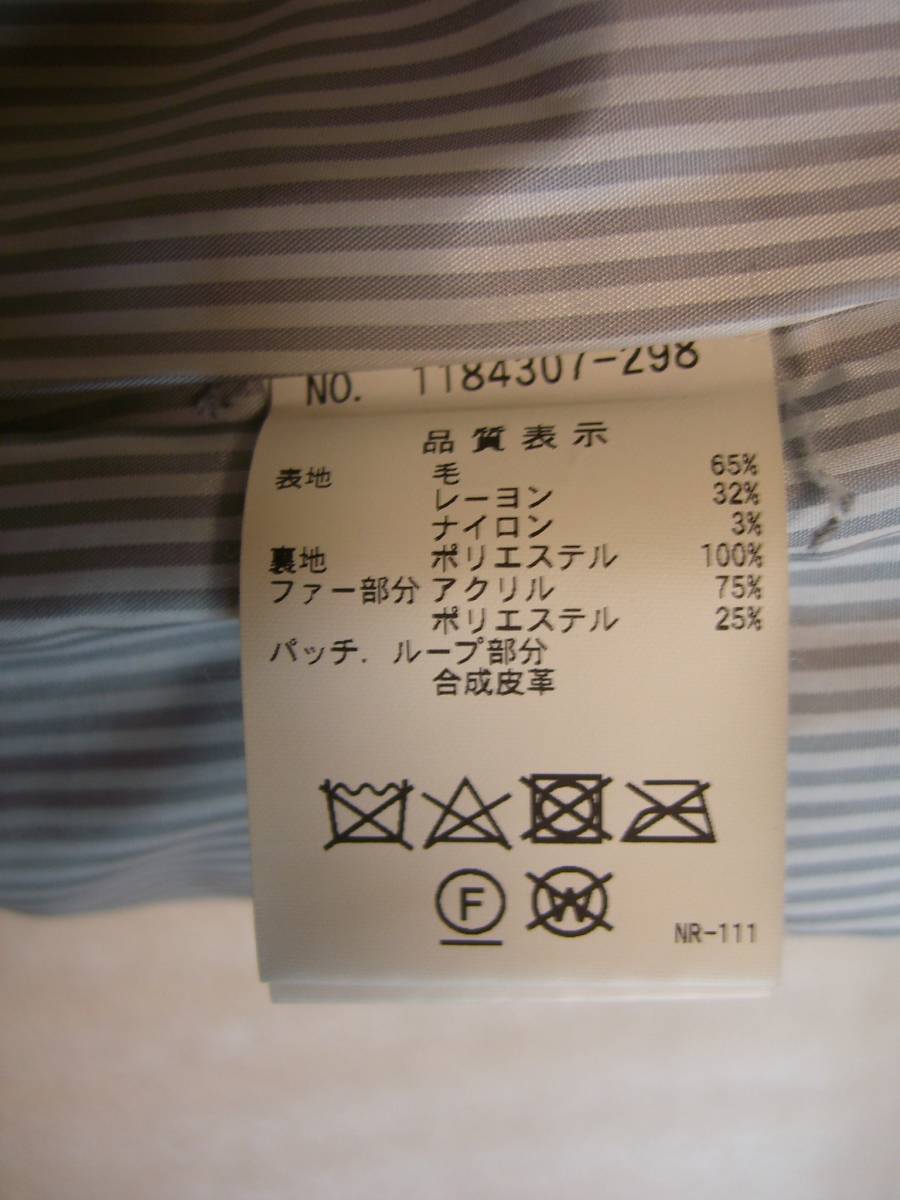 NO. 1184307-298
品質表示
表地 毛 65%
レーヨン 32%
ナイロン 3%
裏地 ポリエステル 100%
ファー部分 アクリル 75%
ポリエステル 25%
パッチ.ループ部分
合成皮革
F W
NR-111